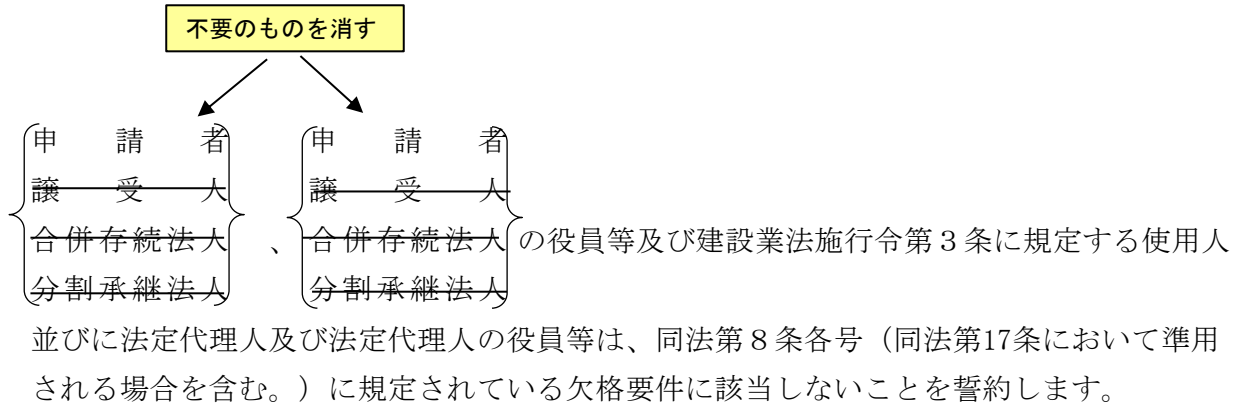 不要のものを消す
申請者 申請者
譲受人 譲受人
合併存続法人 、 合併存続法人 の役員等及び建設業法施行令第３条に規定する使用人
分割承継法人 分割承継法人
並びに法定代理人及び法定代理人の役員等は、同法第８条各号（同法第17条において準用
される場合を含む。）に規定されている欠格要件に該当しないことを誓約します。